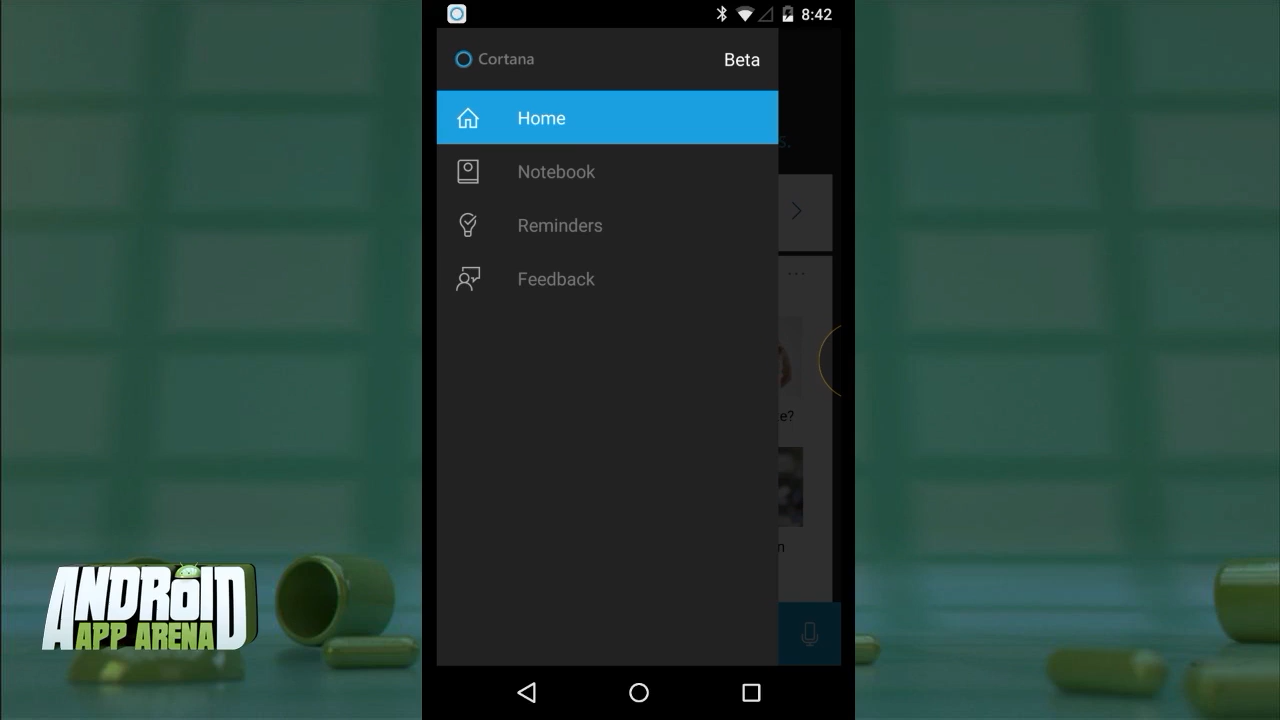 8:42
Cortana Beta
Home
Notebook
Reminders
Feedback
s.
e?
n
ANDROID
APP ARENA